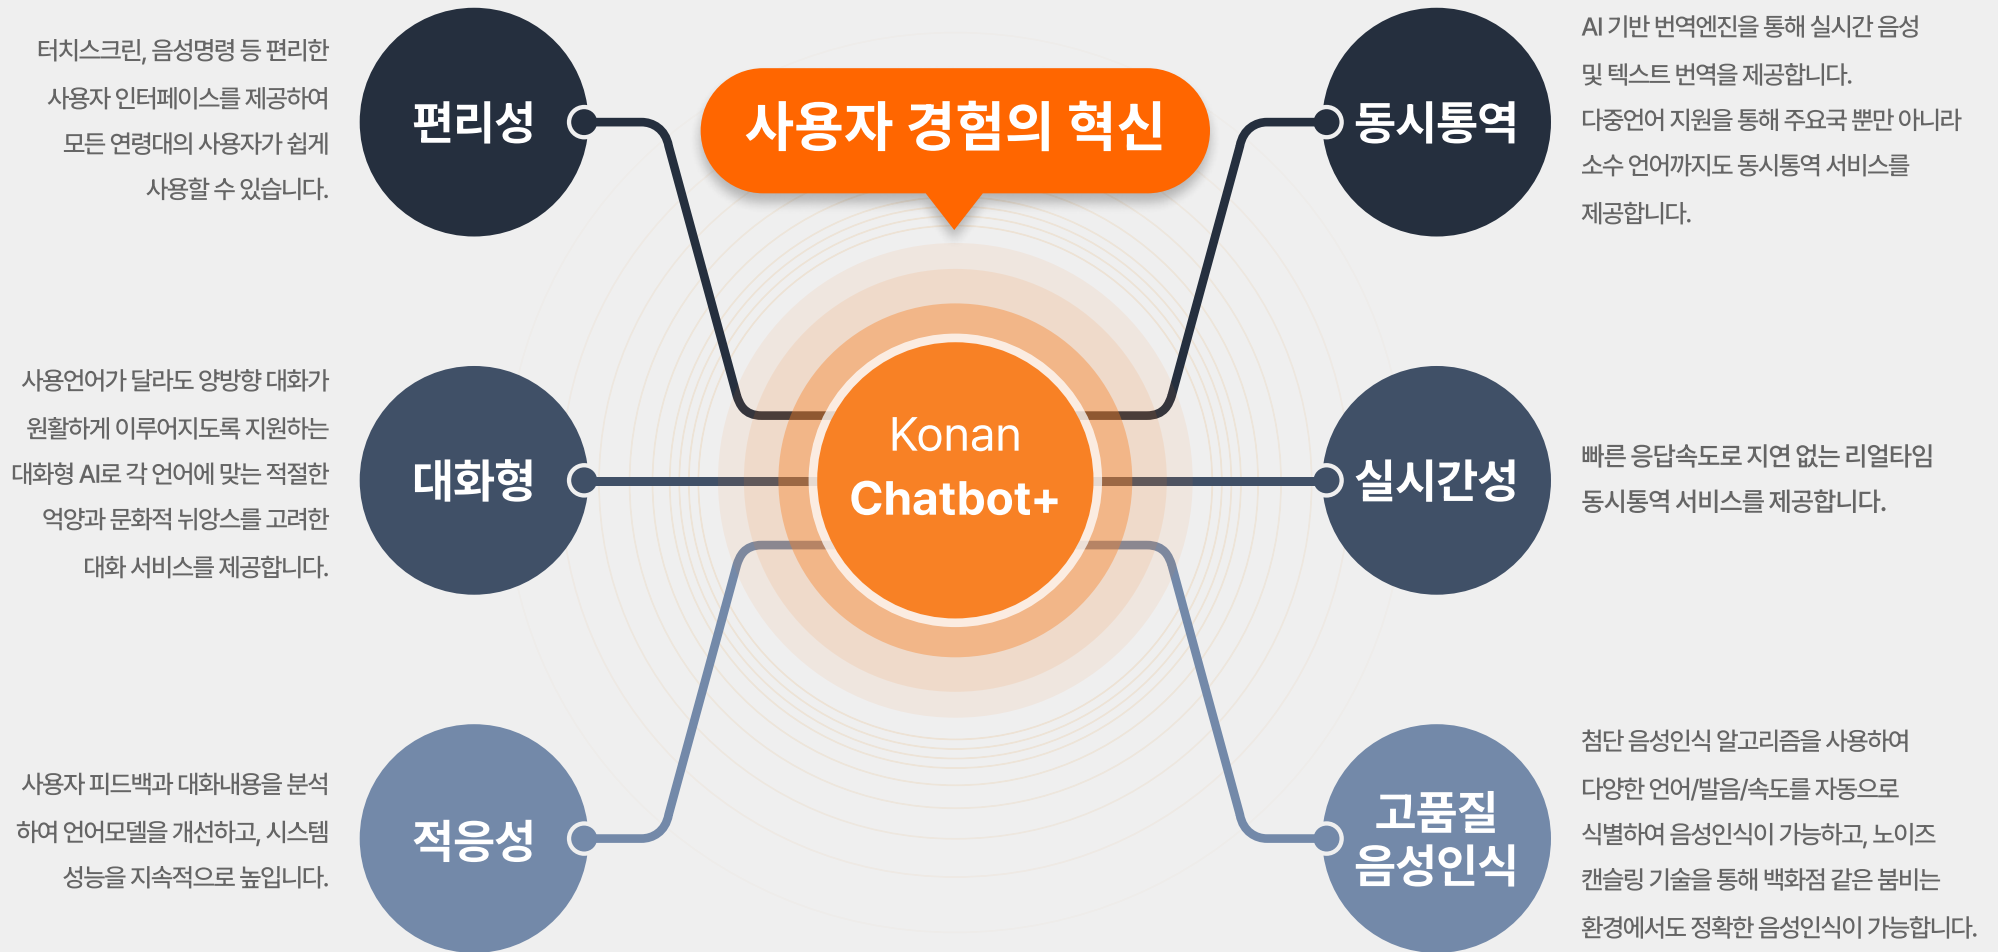 사용자 경험의 혁신
Konan
Chatbot+
편리성
터치스크린, 음성명령 등 편리한
사용자 인터페이스를 제공하여
모든 연령대의 사용자가 쉽게
사용할 수 있습니다.
대화형
사용언어가 달라도 양방향 대화가
원활하게 이루어지도록 지원하는
대화형 AI로 각 언어에 맞는 적절한
억양과 문화적 뉘앙스를 고려한
대화 서비스를 제공합니다.
적응성
사용자 피드백과 대화내용을 분석
하여 언어모델을 개선하고, 시스템
성능을 지속적으로 높입니다.
동시통역
AI 기반 번역엔진을 통해 실시간 음성
및 텍스트 번역을 제공합니다.
다중언어 지원을 통해 주요국 뿐만 아니라
소수 언어까지도 동시통역 서비스를
제공합니다.
실시간성
빠른 응답속도로 지연 없는 리얼타임
동시통역 서비스를 제공합니다.
고품질
음성인식
첨단 음성인식 알고리즘을 사용하여
다양한 언어/발음/속도를 자동으로
식별하여 음성인식이 가능하고, 노이즈
캔슬링 기술을 통해 백화점 같은 붐비는
환경에서도 정확한 음성인식이 가능합니다.